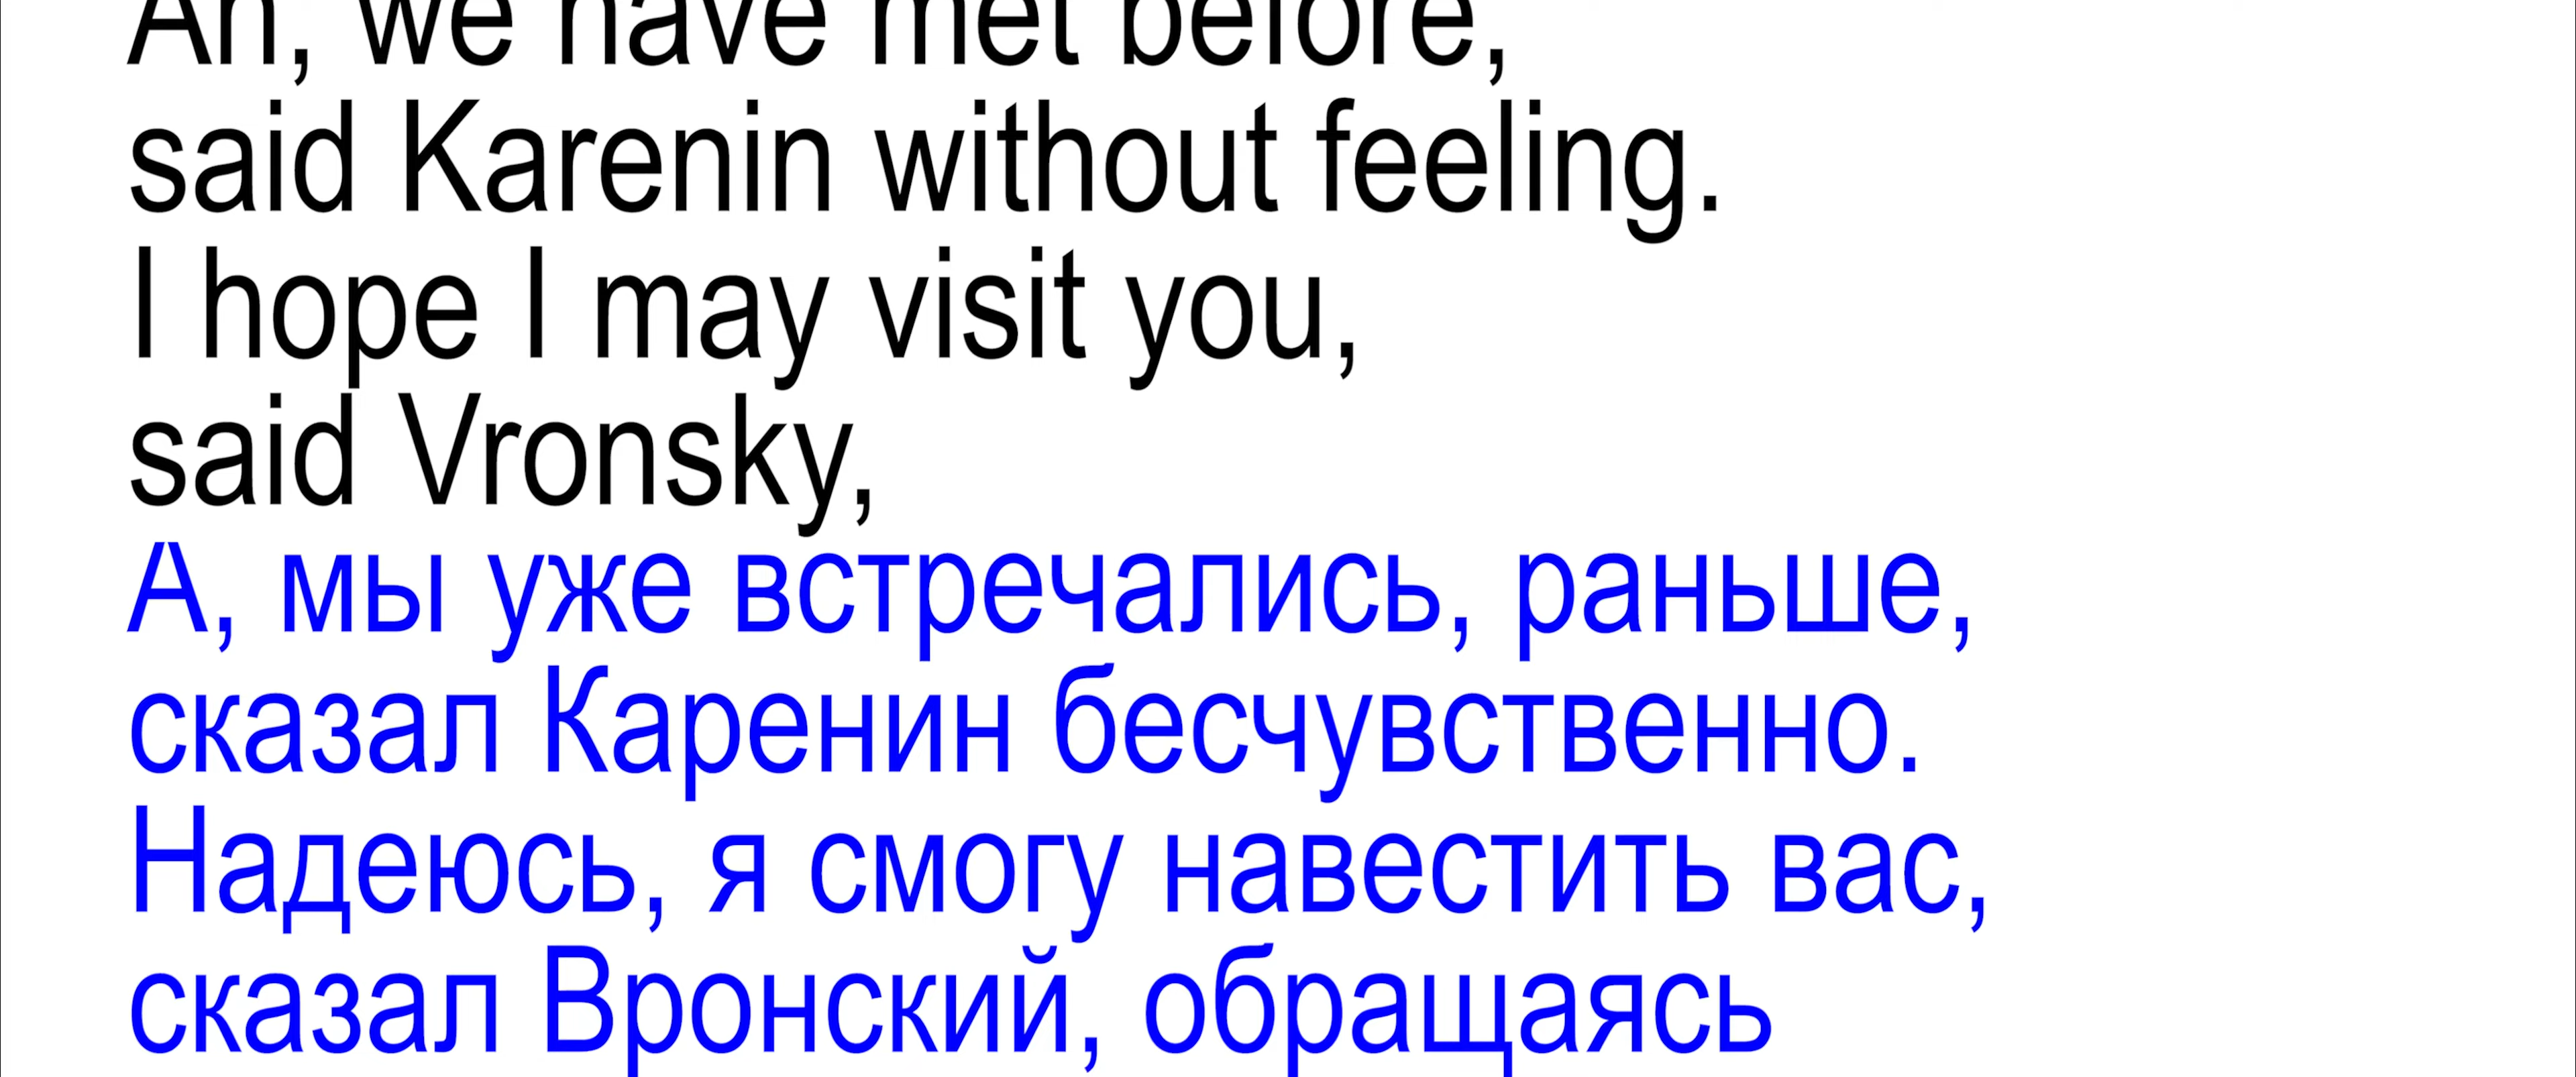 Ah, we have met before,
said Karenin without feeling.
I hope I may visit you,
said Vronsky,
А, мы уже встречались, раньше,
сказал Каренин бесчувственно.
Надеюсь, я смогу навестить вас,
сказал Вронский, обращаясь